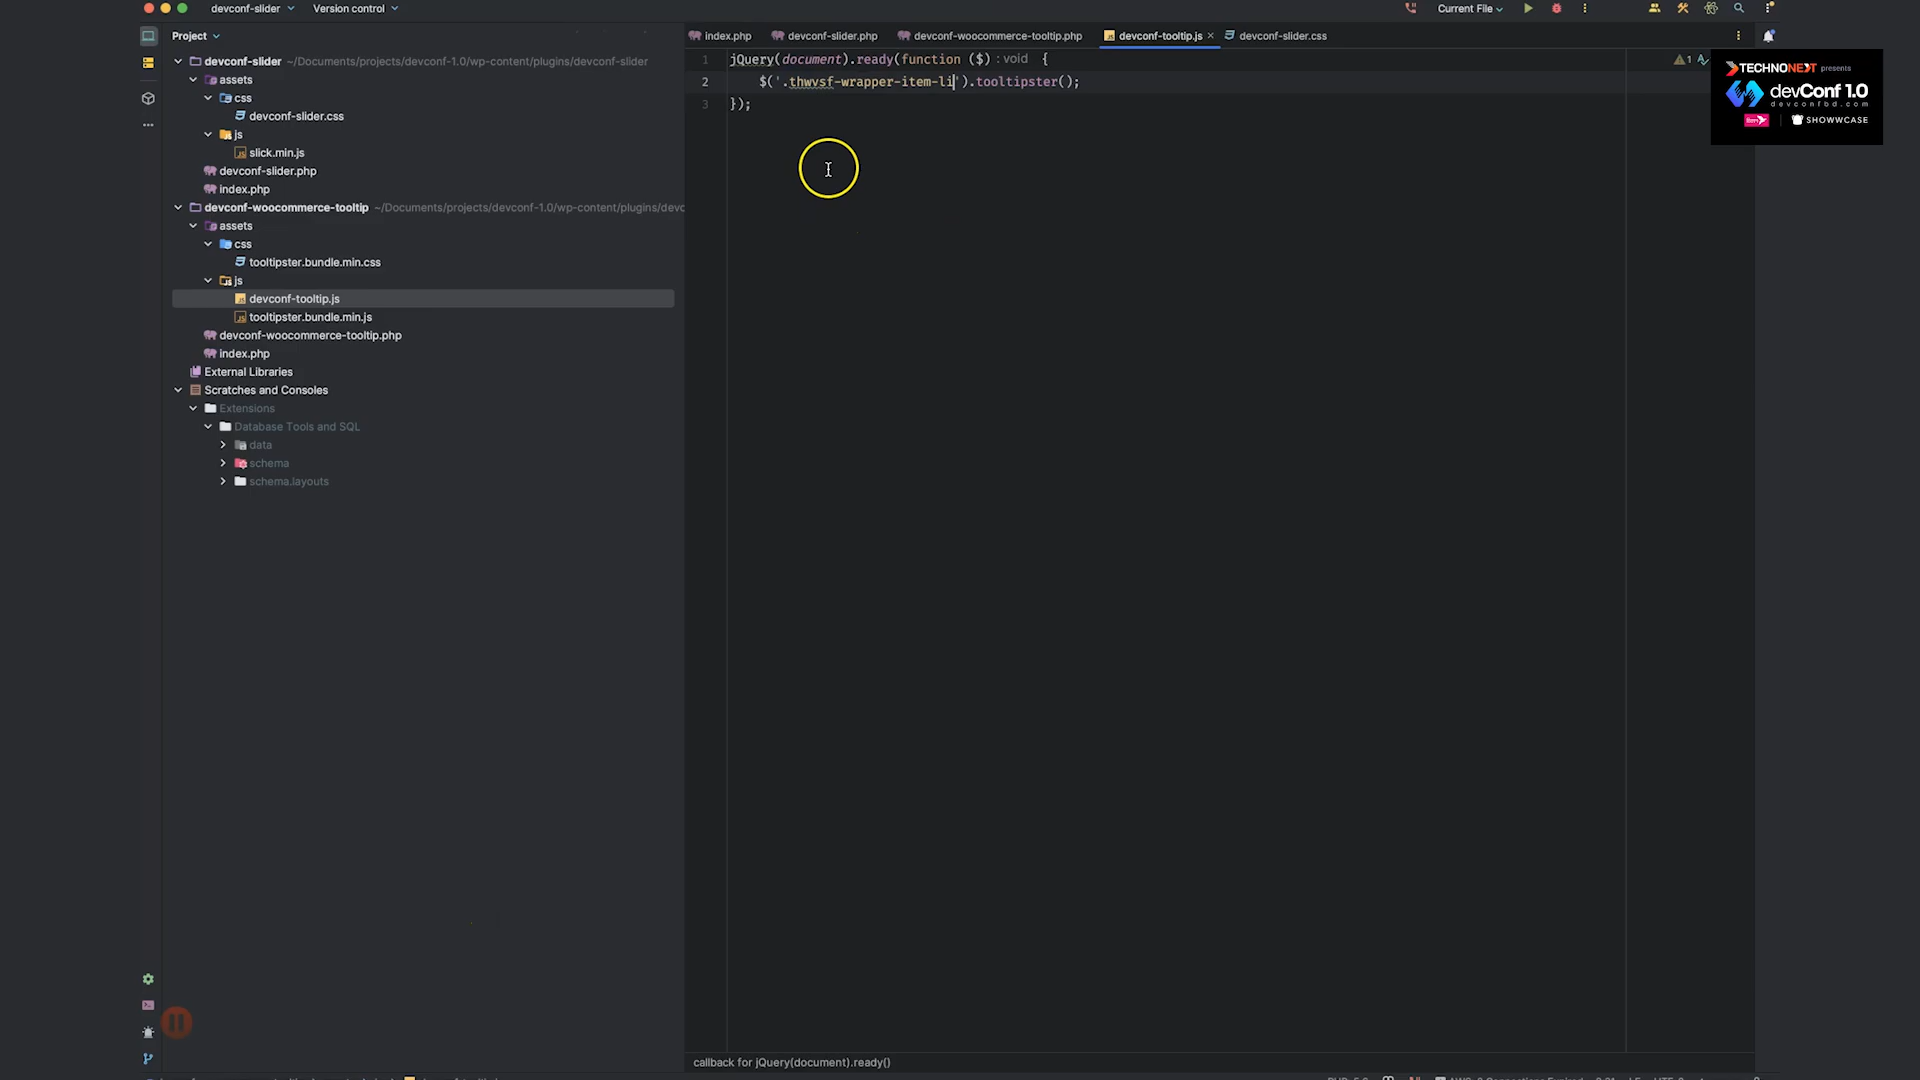 devconf-slider
Version control
Current File
Project
index.php
devconf-slider.php
devconf-woocommerce-tooltip.php
devconf-tooltip.js
devconf-slider.css
TECHNONEXT presents
devConf 1.0
devconfbd.com
SHOWWCASE
devconf-slider ~/Documents/projects/devconf-1.0/wp-content/plugins/devconf-slider
assets
css
devconf-slider.css
js
slick.min.js
devconf-slider.php
index.php
devconf-woocommerce-tooltip ~/Documents/projects/devconf-1.0/wp-content/plugins/devc
assets
css
tooltipster.bundle.min.css
js
devconf-tooltip.js
tooltipster.bundle.min.js
devconf-woocommerce-tooltip.php
index.php
External Libraries
Scratches and Consoles
Extensions
Database Tools and SQL
data
schema
schema.layouts
1 jQuery(document).ready(function ($) : void {
2 $('.thwvsf-wrapper-item-li').tooltipster();
3 });
1
callback for jQuery(document).ready()